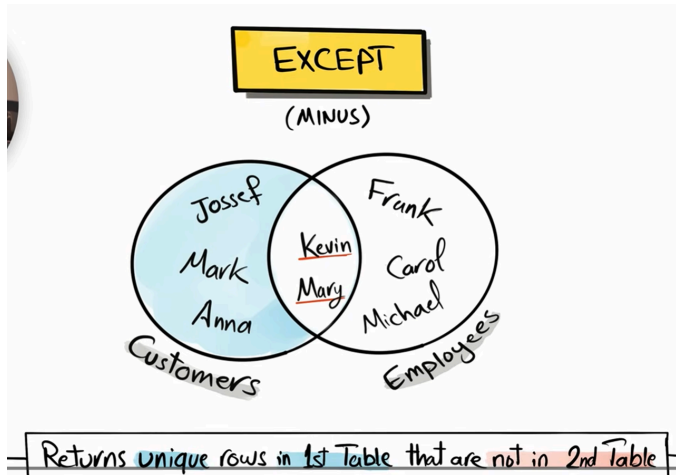 EXCEPT
(MINUS)
Jossef
Mark
Anna
Kevin
Mary
Frank
Carol
Michael
Customers
Employees
Returns unique rows in 1st Table that are not in 2nd Table